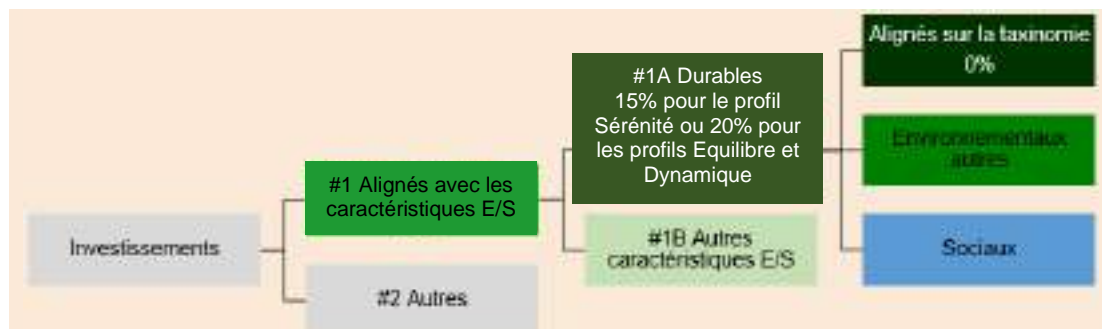 Investissements
#1 Alignés avec les
caractéristiques E/S
#2 Autres
#1A Durables
15% pour le profil
Sérénité ou 20% pour
les profils Equilibre et
Dynamique
#1B Autres
caractéristiques E/S
Alignés sur la taxinomie
0%
Environnementaux
autres
Sociaux